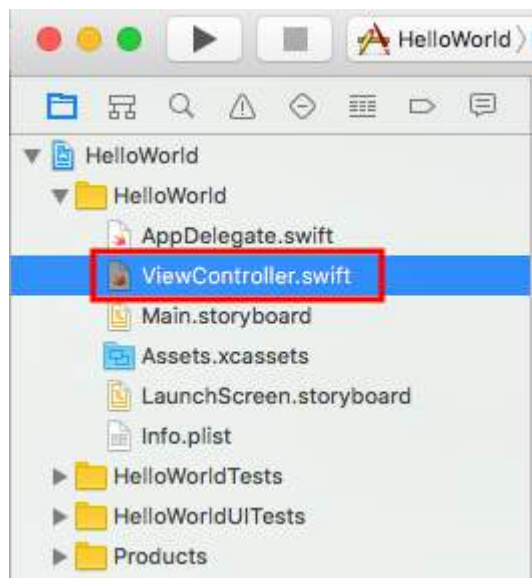 HelloWorld
HelloWorld
HelloWorld
AppDelegate.swift
ViewController.swift
Main.storyboard
Assets.xcassets
LaunchScreen.storyboard
Info.plist
HelloWorldTests
HelloWorldUITests
Products